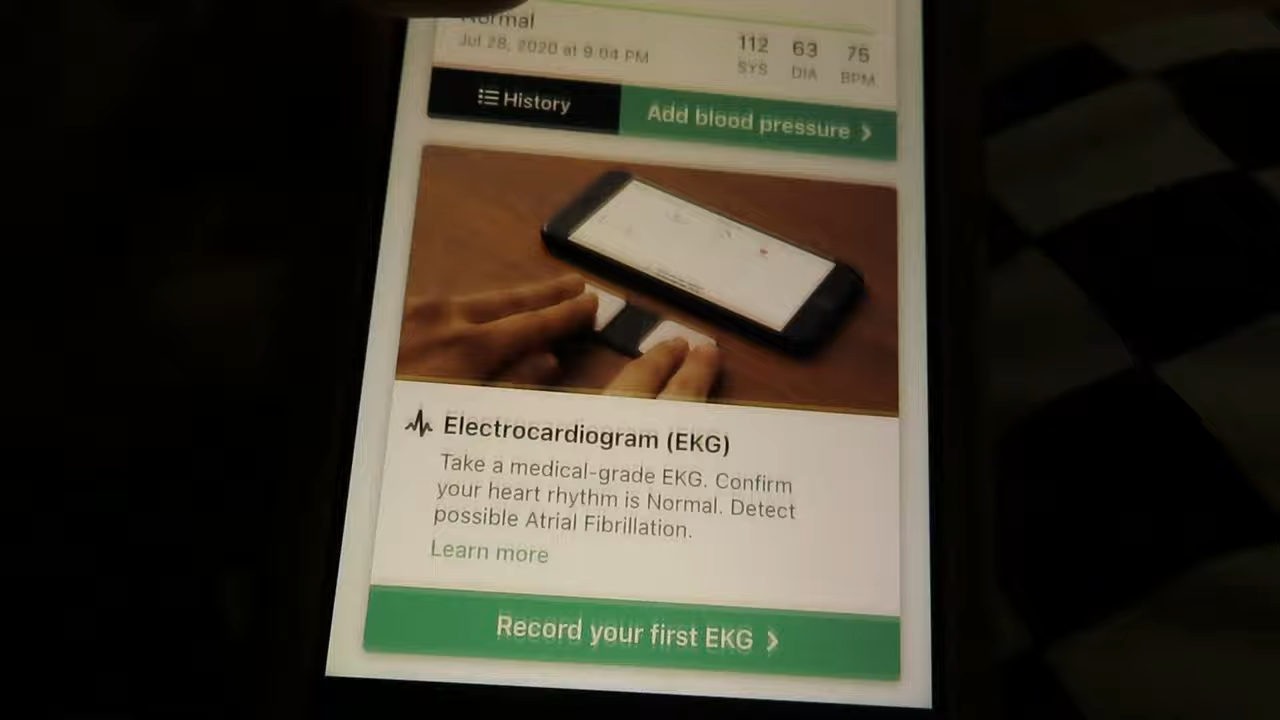 Normal
Jul 28, 2020 at 9:04 PM
112 63 75
SYS DIA BPM
History
Add blood pressure
Electrocardiogram (EKG)
Take a medical-grade EKG. Confirm
your heart rhythm is Normal. Detect
possible Atrial Fibrillation.
Learn more
Record your first EKG